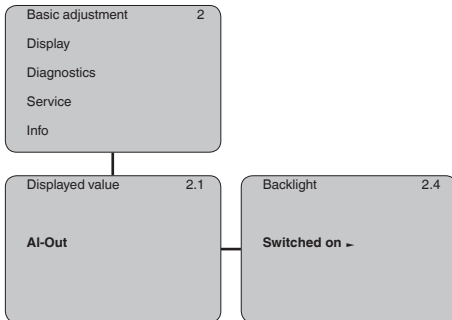 Basic adjustment 2
Display
Diagnostics
Service
Info
Displayed value 2.1
AI-Out
Backlight 2.4
Switched on ►